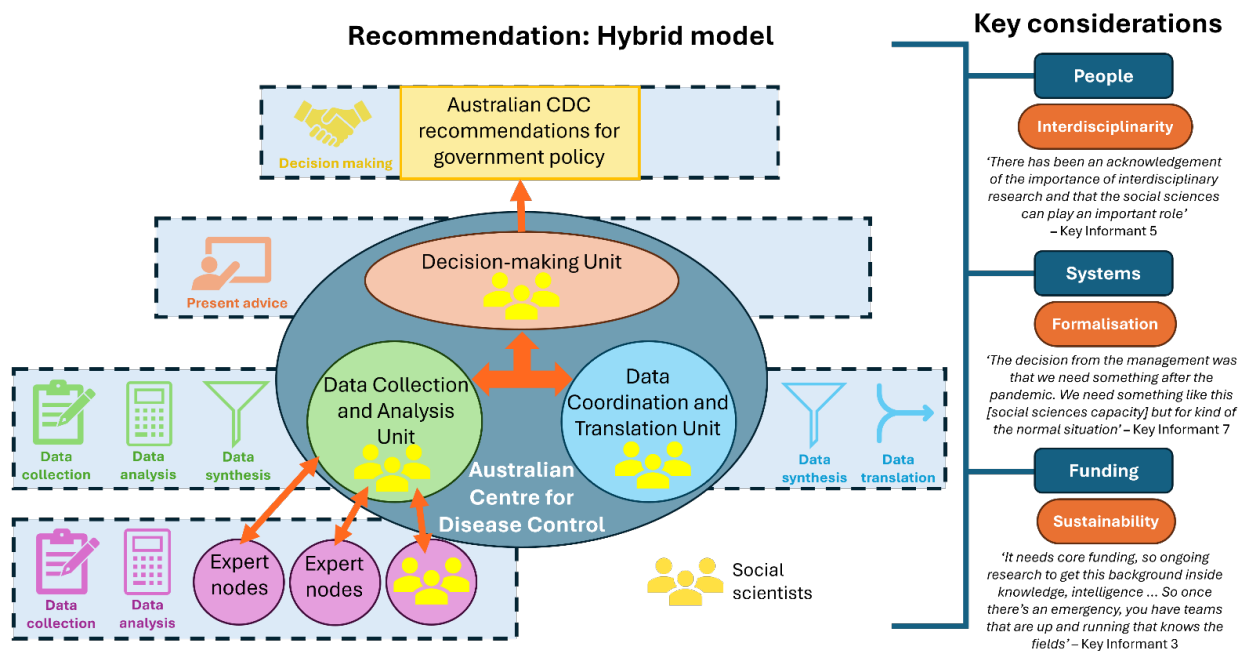 Recommendation: Hybrid model
Australian CDC
recommendations for
government policy
Decision making
Decision-making Unit
Present advice
Data Collection
and Analysis
Unit
Data
Coordination and
Translation Unit
Data
collection
Data
analysis
Data
synthesis
Data
synthesis
Data
translation
Australian
Centre for
Disease Control
Data
collection
Data
analysis
Expert
nodes
Expert
nodes
Social
scientists
Key considerations
People
Interdisciplinarity
‘There has been an acknowledgement
of the importance of interdisciplinary
research and that the social sciences
can play an important role’
– Key Informant 5
Systems
Formalisation
‘The decision from the management was
that we need something after the
pandemic. We need something like this
[social sciences capacity] but for kind of
the normal situation’ – Key Informant 7
Funding
Sustainability
‘It needs core funding, so ongoing
research to get this background inside
knowledge, intelligence ... So once
there’s an emergency, you have teams
that are up and running that knows the
fields’ – Key Informant 3